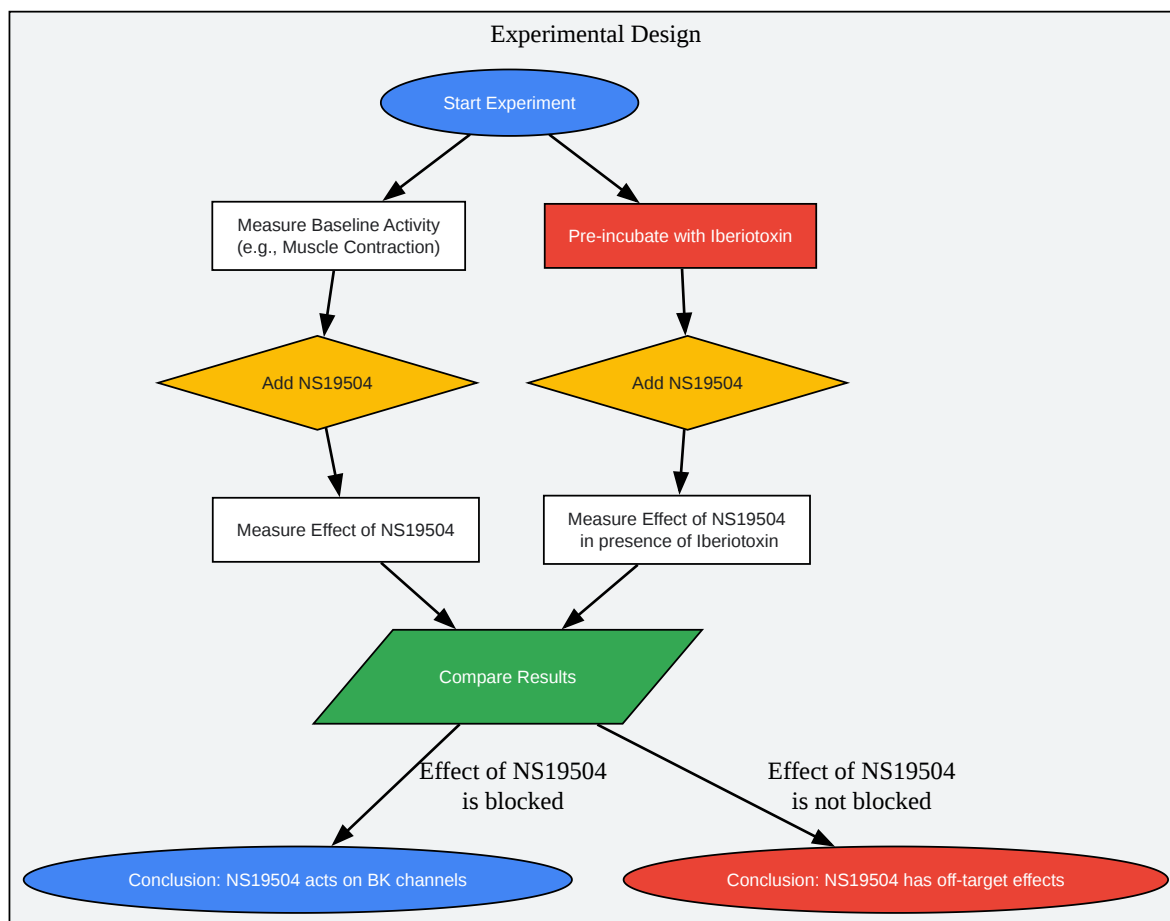 Experimental Design
Start Experiment
Measure Baseline Activity
(e.g., Muscle Contraction)
Pre-incubate with Iberiotoxin
Add NS19504
Add NS19504
Measure Effect of NS19504
Measure Effect of NS19504
in presence of Iberiotoxin
Compare Results
Effect of NS19504
is blocked
Effect of NS19504
is not blocked
Conclusion: NS19504 acts on BK channels
Conclusion: NS19504 has off-target effects